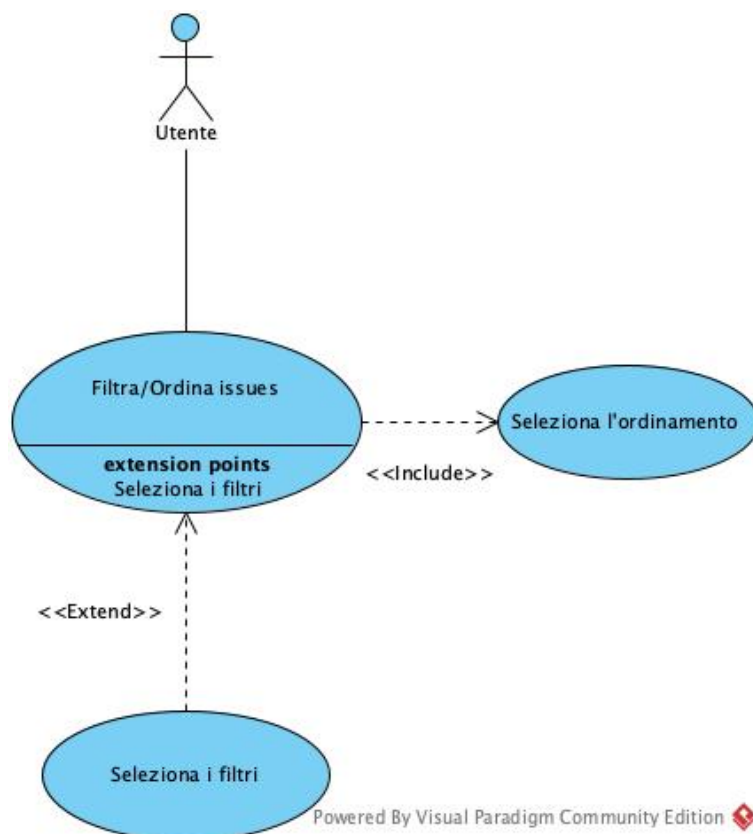 Utente
Filtra/Ordina issues
extension points
Seleziona i filtri
Seleziona l'ordinamento
<<Include>>
<<Extend>>
Seleziona i filtri
Powered By Visual Paradigm Community Edition